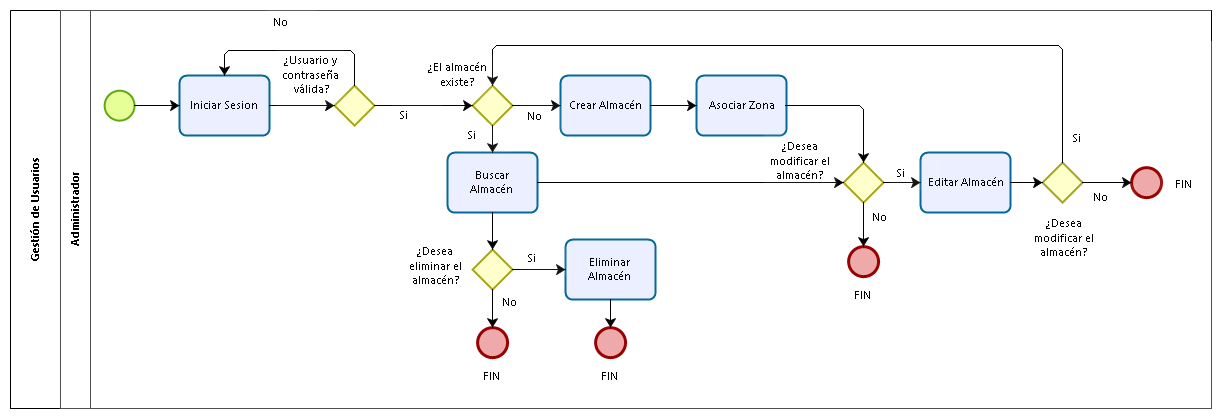 Gestión de Usuarios
Administrador
No
Iniciar Sesion
¿Usuario y
contraseña
válida?
Si
¿El almacén
existe?
No
Si
Crear Almacén
Asociar Zona
Buscar
Almacén
¿Desea
modificar el
almacén?
Si
No
FIN
Editar Almacén
Si
No
FIN
¿Desea
modificar el
almacén?
¿Desea
eliminar el
almacén?
Si
No
Eliminar
Almacén
FIN
FIN